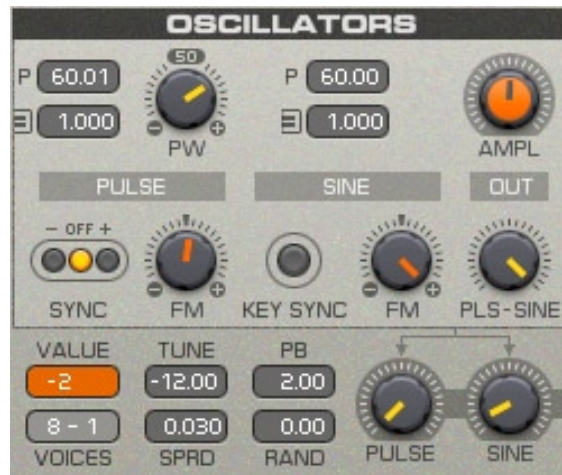 OSCILLATORS
50
P 60.01 P 60.00
1.000 1.000
- +
PW AMPL
PULSE SINE OUT
- OFF +
- + - +
SYNC FM KEY SYNC FM PLS-SINE
VALUE TUNE PB
-2 -12.00 2.00
8 - 1 0.030 0.00
VOICES SPRD RAND PULSE SINE